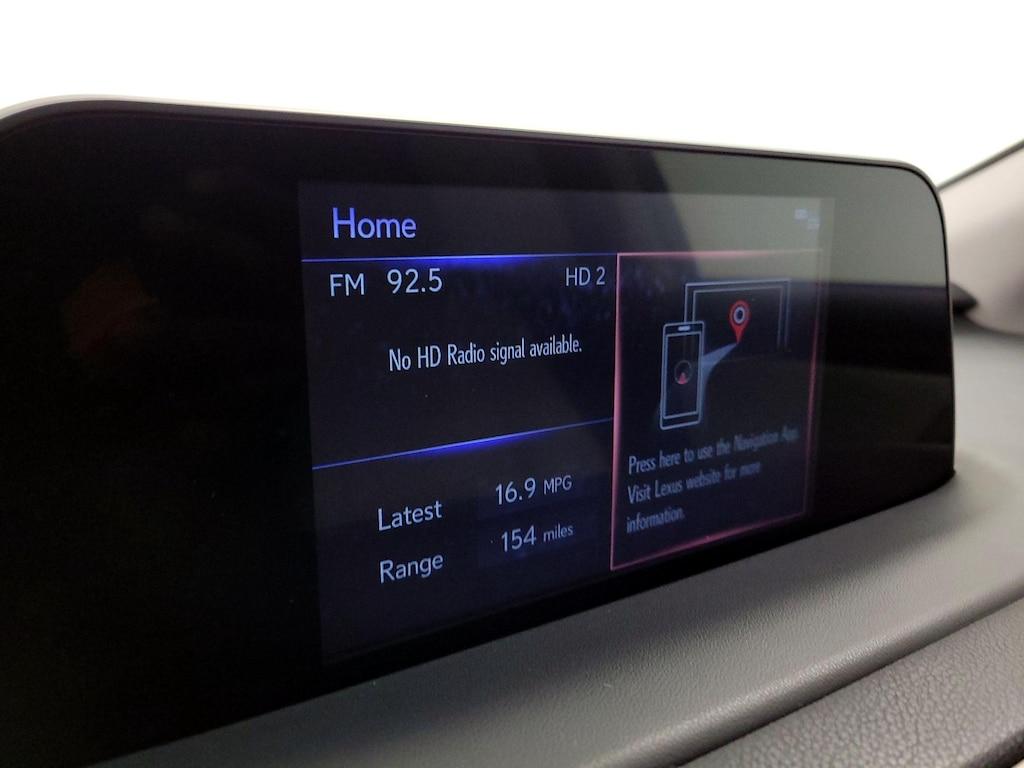 Home
FM 92.5 HD 2
No HD Radio signal available.
Latest 16.9 MPG
Range 154 miles
Press here to use the Navigation App.
Visit Lexus website for more
information.